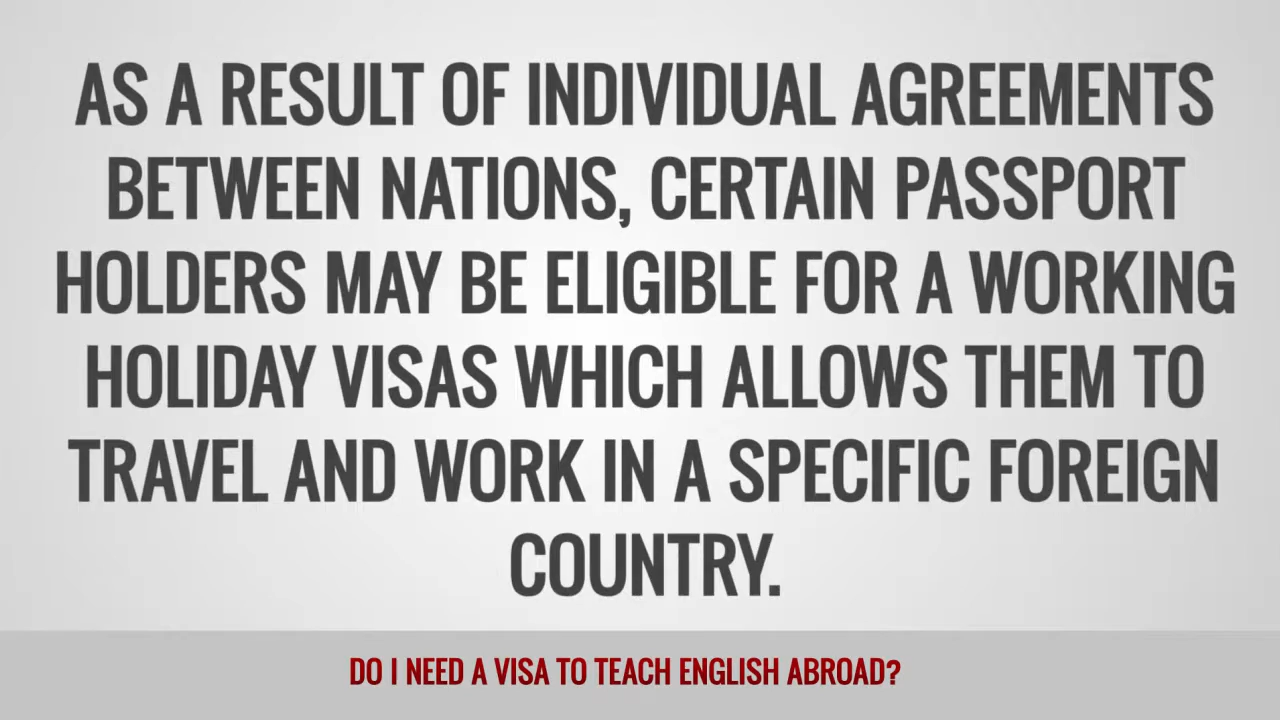 AS A RESULT OF INDIVIDUAL AGREEMENTS
BETWEEN NATIONS, CERTAIN PASSPORT
HOLDERS MAY BE ELIGIBLE FOR A WORKING
HOLIDAY VISAS WHICH ALLOWS THEM TO
TRAVEL AND WORK IN A SPECIFIC FOREIGN
COUNTRY.
DO I NEED A VISA TO TEACH ENGLISH ABROAD?